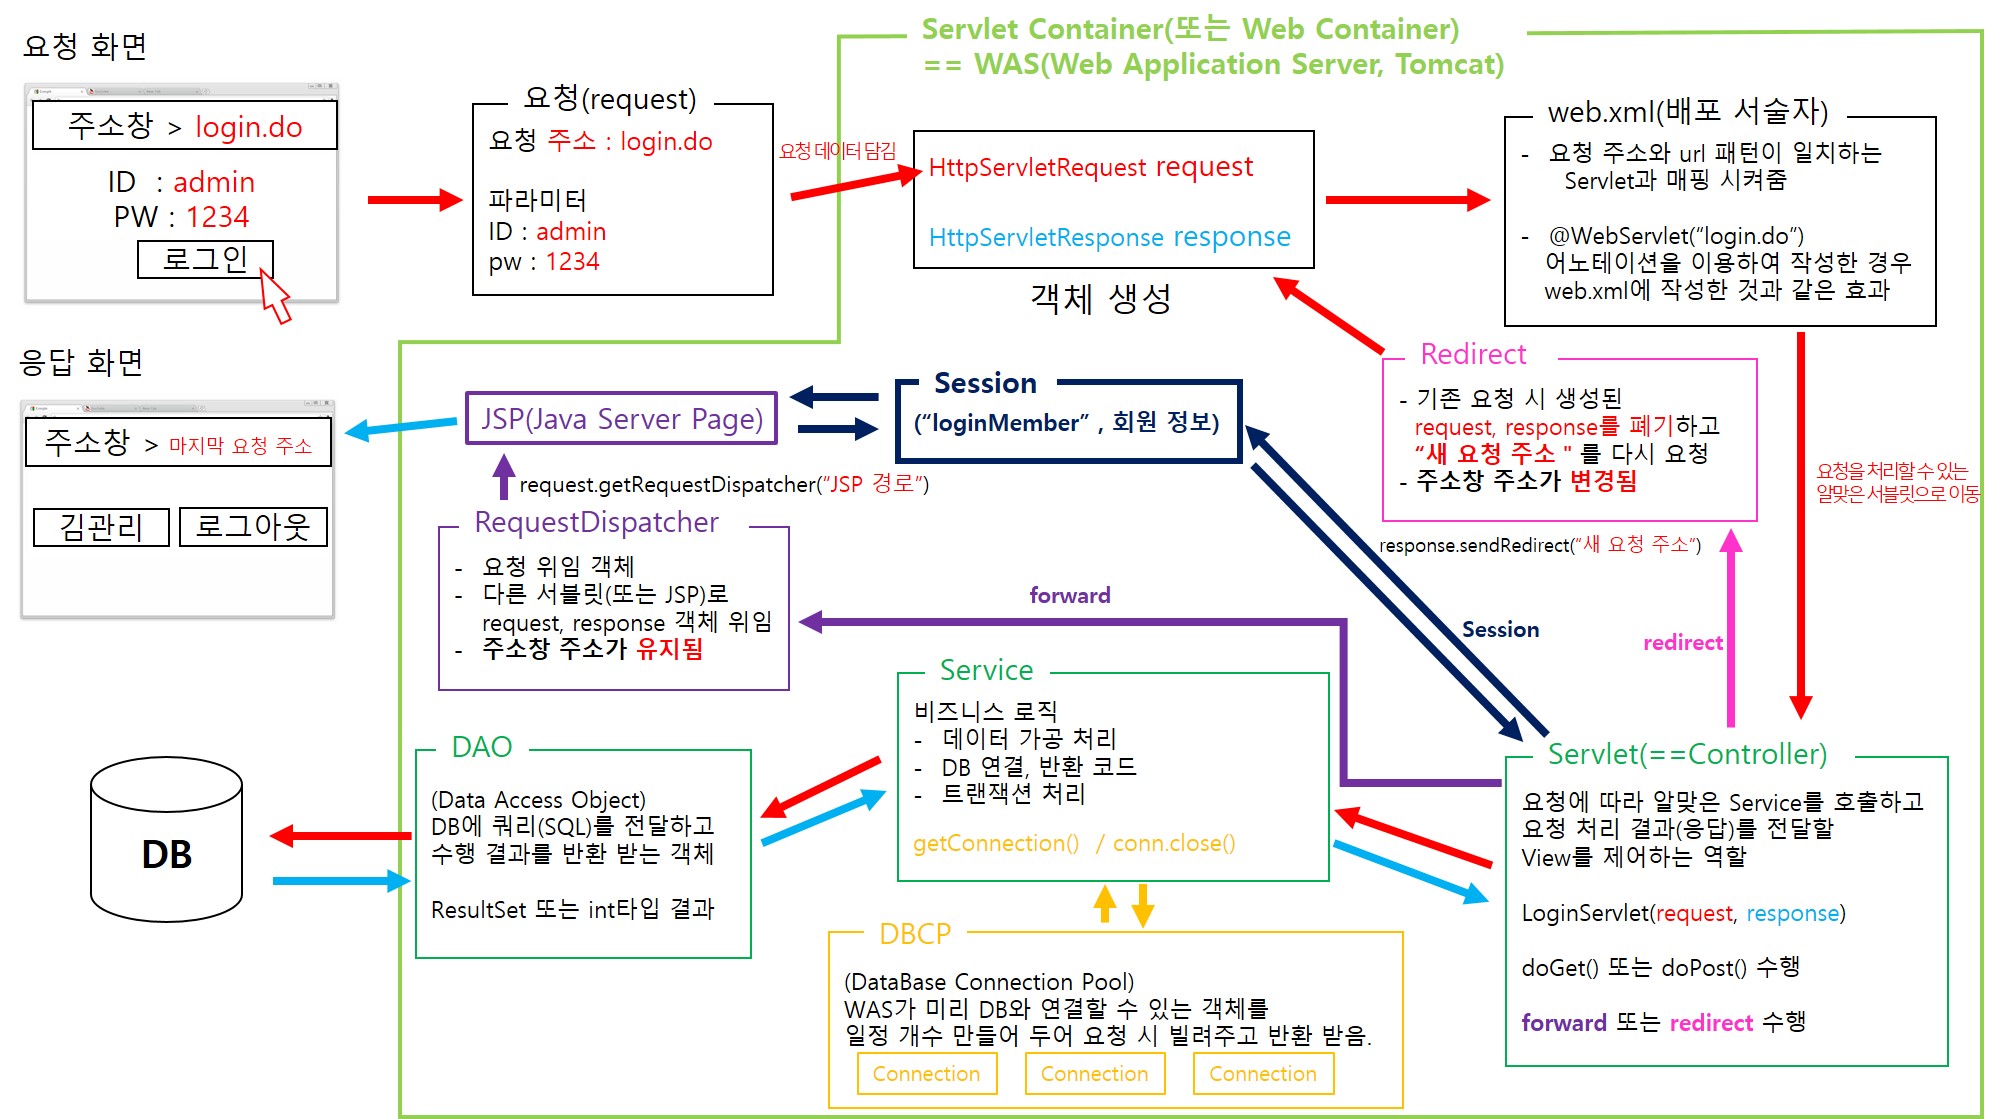 요청 화면
주소창 > login.do
ID : admin
PW : 1234
로그인
요청(request)
요청 주소 : login.do
파라미터
ID : admin
pw : 1234
요청 데이터 담김
Servlet Container(또는 Web Container)
== WAS(Web Application Server, Tomcat)
HttpServletRequest request
HttpServletResponse response
객체 생성
web.xml(배포 서술자)
- 요청 주소와 url 패턴이 일치하는
Servlet과 매핑 시켜줌
- @WebServlet(“login.do”)
어노테이션을 이용하여 작성한 경우
web.xml에 작성한 것과 같은 효과
응답 화면
주소창 > 마지막 요청 주소
김관리
로그아웃
JSP(Java Server Page)
Session
(“loginMember” , 회원 정보)
Redirect
- 기존 요청 시 생성된
request, response를 폐기하고
“새 요청 주소 " 를 다시 요청
- 주소창 주소가 변경됨
요청을 처리할 수 있는
알맞은 서블릿으로 이동
request.getRequestDispatcher(“JSP 경로”)
RequestDispatcher
- 요청 위임 객체
- 다른 서블릿(또는 JSP)로
request, response 객체 위임
- 주소창 주소가 유지됨
response.sendRedirect(“새 요청 주소”)
forward
Session
redirect
Service
비즈니스 로직
- 데이터 가공 처리
- DB 연결, 반환 코드
- 트랜잭션 처리
getConnection() / conn.close()
DB
DAO
(Data Access Object)
DB에 쿼리(SQL)를 전달하고
수행 결과를 반환 받는 객체
ResultSet 또는 int타입 결과
Servlet(==Controller)
요청에 따라 알맞은 Service를 호출하고
요청 처리 결과(응답)를 전달할
View를 제어하는 역할
LoginServlet(request, response)
doGet() 또는 doPost() 수행
forward 또는 redirect 수행
DBCP
(DataBase Connection Pool)
WAS가 미리 DB와 연결할 수 있는 객체를
일정 개수 만들어 두어 요청 시 빌려주고 반환 받음.
Connection
Connection
Connection